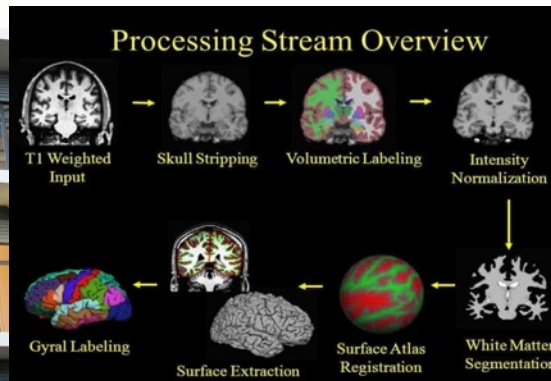 Processing Stream Overview
T1 Weighted
Input
Skull Stripping
Volumetric Labeling
Intensity
Normalization
Gyral Labeling
Surface Extraction
Surface Atlas
Registration
White Matter
Segmentation